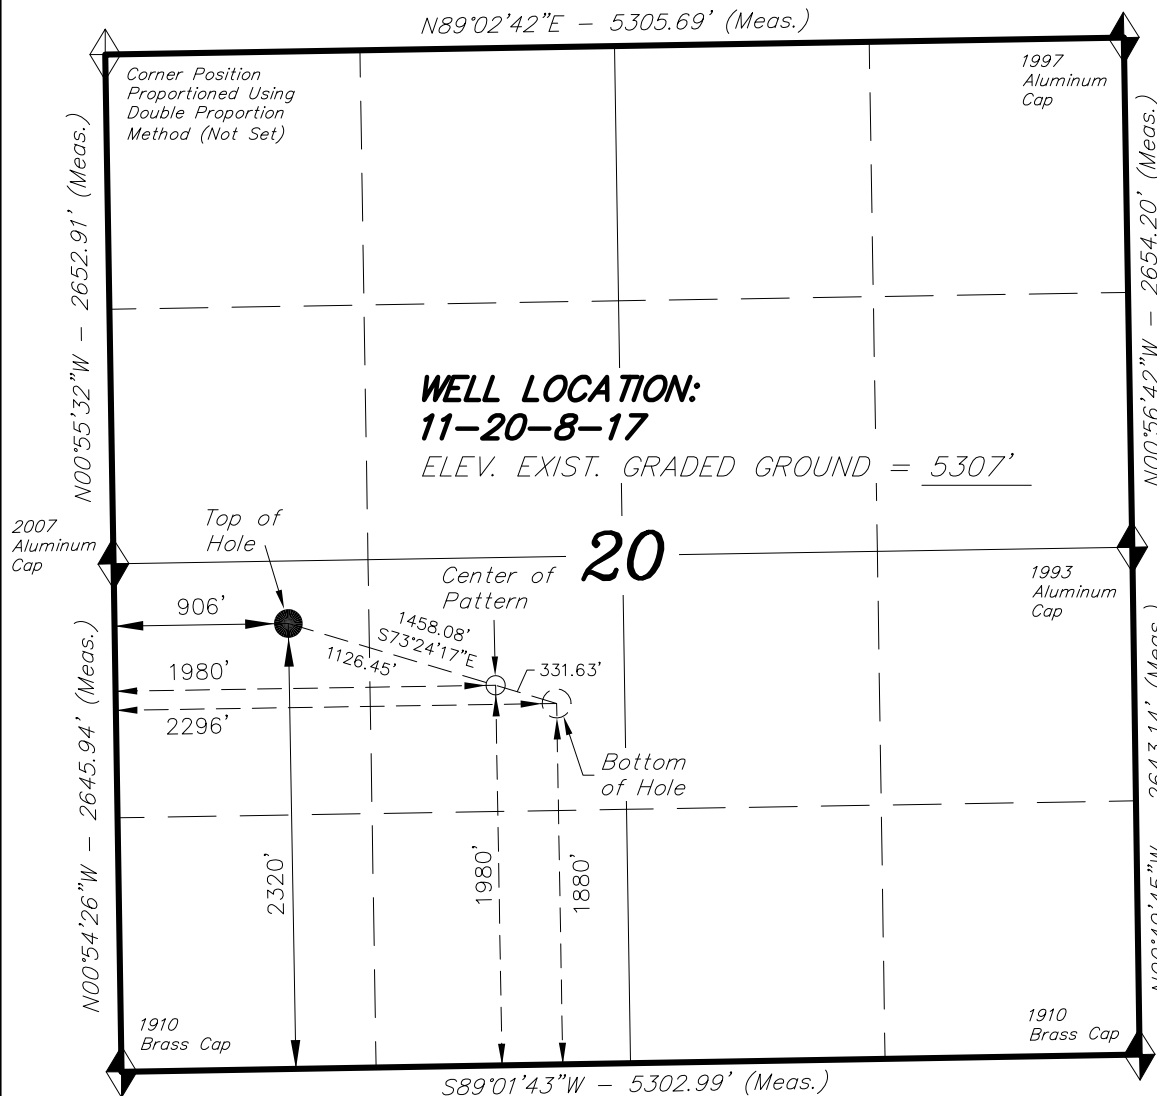 N89°02'42"E - 5305.69' (Meas.)
Corner Position
Proportioned Using
Double Proportion
Method (Not Set)
1997
Aluminum
Cap
N00°55'32"W - 2652.91' (Meas.)
N00°56'42"W - 2654.20' (Meas.)
WELL LOCATION:
11-20-8-17
ELEV. EXIST. GRADED GROUND = 5307'
2007
Aluminum
Cap
Top of
Hole
20
Center of
Pattern
1993
Aluminum
Cap
906'
1458.08'
S73°24'17"E
1126.45'
331.63'
1980'
2296'
Bottom
of Hole
N00°54'26"W - 2645.94' (Meas.)
2320'
1980'
1880'
2643.14' (Meas.)
1910
Brass Cap
1910
Brass Cap
S89°01'43"W - 5302.99' (Meas.)